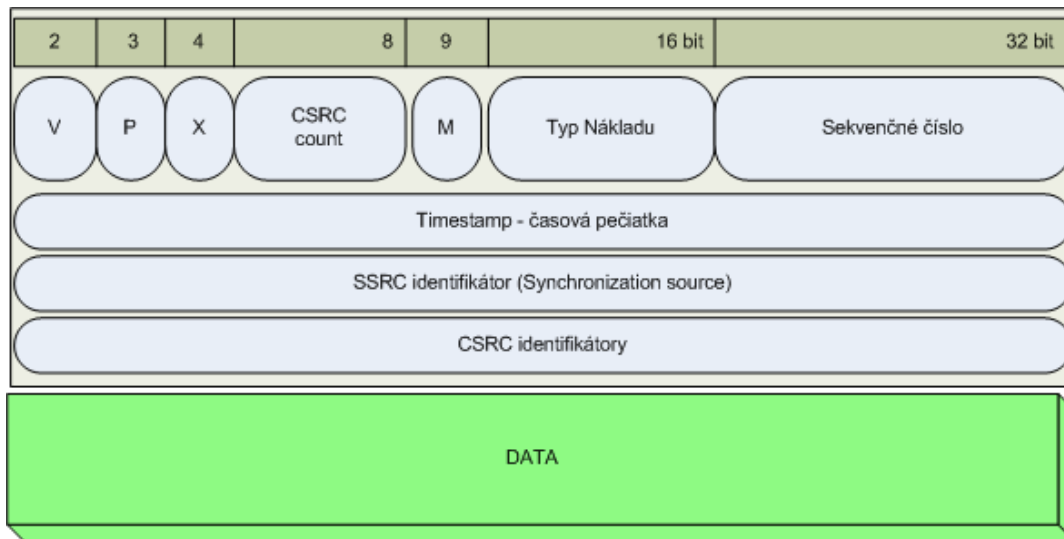 2 3 4 8 9 16 bit 32 bit
V P X CSRC count M Typ Nákladu Sekvenčné číslo
Timestamp - časová pečiatka
SSRC identifikátor (Synchronization source)
CSRC identifikátory
DATA